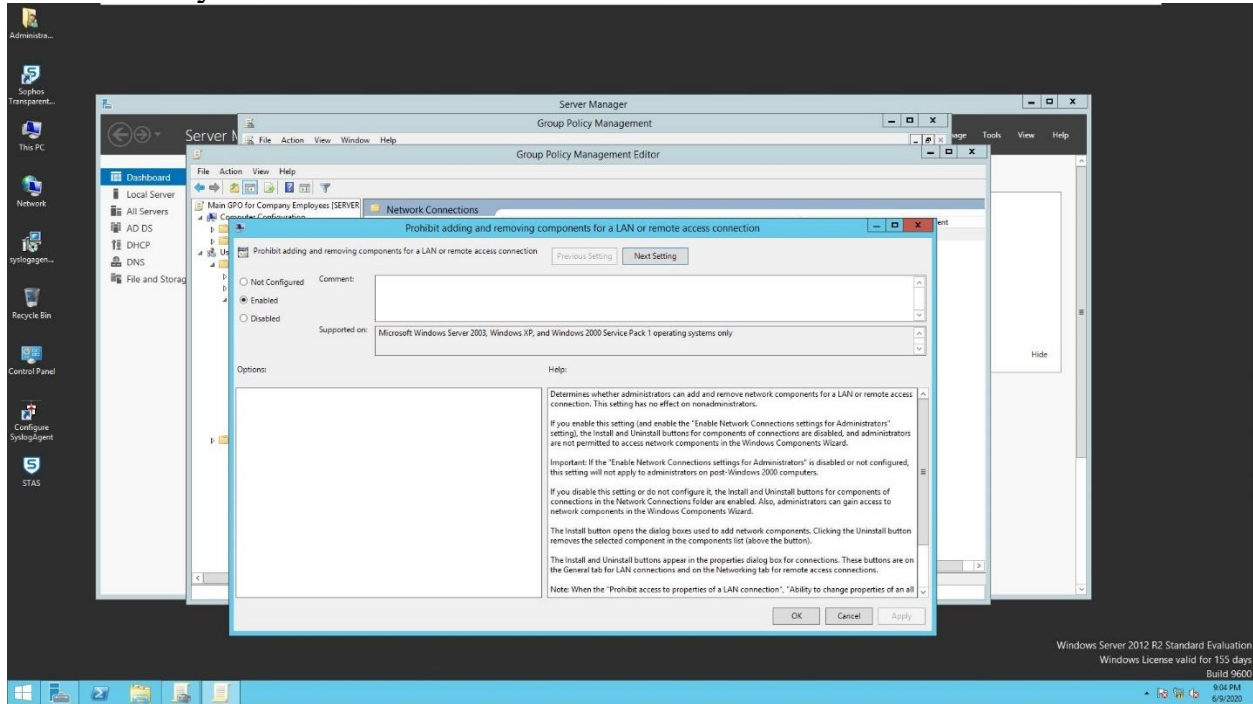 Administra...
Sophos
Transparent...
This PC
Network
syslogagen...
Recycle Bin
Control Panel
Configure
SyslogAgent
STAS
Server Manager
Dashboard
Local Server
All Servers
AD DS
DHCP
DNS
File and Storag
Tools View Help
Hide
Group Policy Management
File Action View Window Help
Group Policy Management Editor
File Action View Help
Main GPO for Company Employees [SERVER
Computer Configuration
Network Connections
Prohibit adding and removing components for a LAN or remote access connection
Prohibit adding and removing components for a LAN or remote access connection
Previous Setting
Next Setting
Not Configured
Enabled
Disabled
Comment:
Supported on:
Microsoft Windows Server 2003, Windows XP, and Windows 2000 Service Pack 1 operating systems only
Options:
Help:
Determines whether administrators can add and remove network components for a LAN or remote access
connection. This setting has no effect on nonadministrators.
If you enable this setting (and enable the "Enable Network Connections settings for Administrators"
setting), the Install and Uninstall buttons for components of connections are disabled, and administrators
are not permitted to access network components in the Windows Components Wizard.
Important: If the "Enable Network Connections settings for Administrators" is disabled or not configured,
this setting will not apply to administrators on post-Windows 2000 computers.
If you disable this setting or do not configure it, the Install and Uninstall buttons for components of
connections in the Network Connections folder are enabled. Also, administrators can gain access to
network components in the Windows Components Wizard.
The Install button opens the dialog boxes used to add network components. Clicking the Uninstall button
removes the selected component in the components list (above the button).
The Install and Uninstall buttons appear in the properties dialog box for connections. These buttons are on
the General tab for LAN connections and on the Networking tab for remote access connections.
Note: When the "Prohibit access to properties of a LAN connection", "Ability to change properties of an all
OK
Cancel
Apply
Windows Server 2012 R2 Standard Evaluation
Windows License valid for 155 days
Build 9600
9:04 PM
6/9/2020